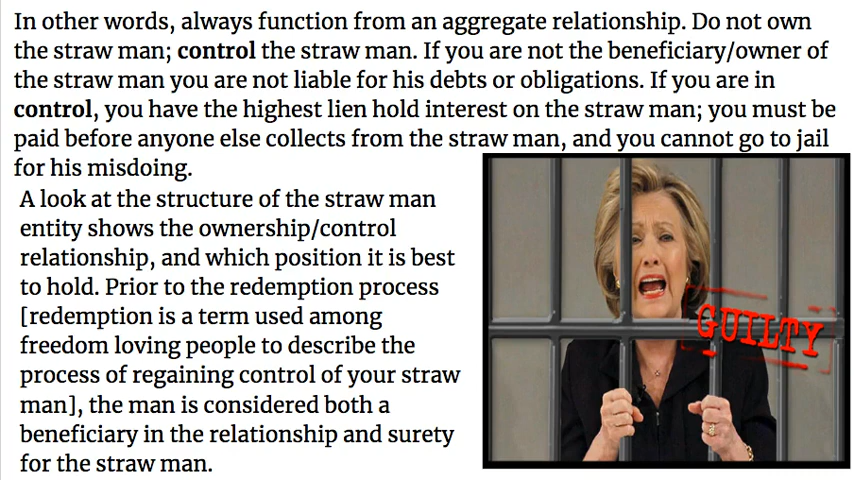 In other words, always function from an aggregate relationship. Do not own
the straw man; control the straw man. If you are not the beneficiary/owner of
the straw man you are not liable for his debts or obligations. If you are in
control, you have the highest lien hold interest on the straw man; you must be
paid before anyone else collects from the straw man, and you cannot go to jail
for his misdoing.
A look at the structure of the straw man
entity shows the ownership/control
relationship, and which position it is best
to hold. Prior to the redemption process
[redemption is a term used among
freedom loving people to describe the
process of regaining control of your straw
man], the man is considered both a
beneficiary in the relationship and surety
for the straw man.
GUILTY